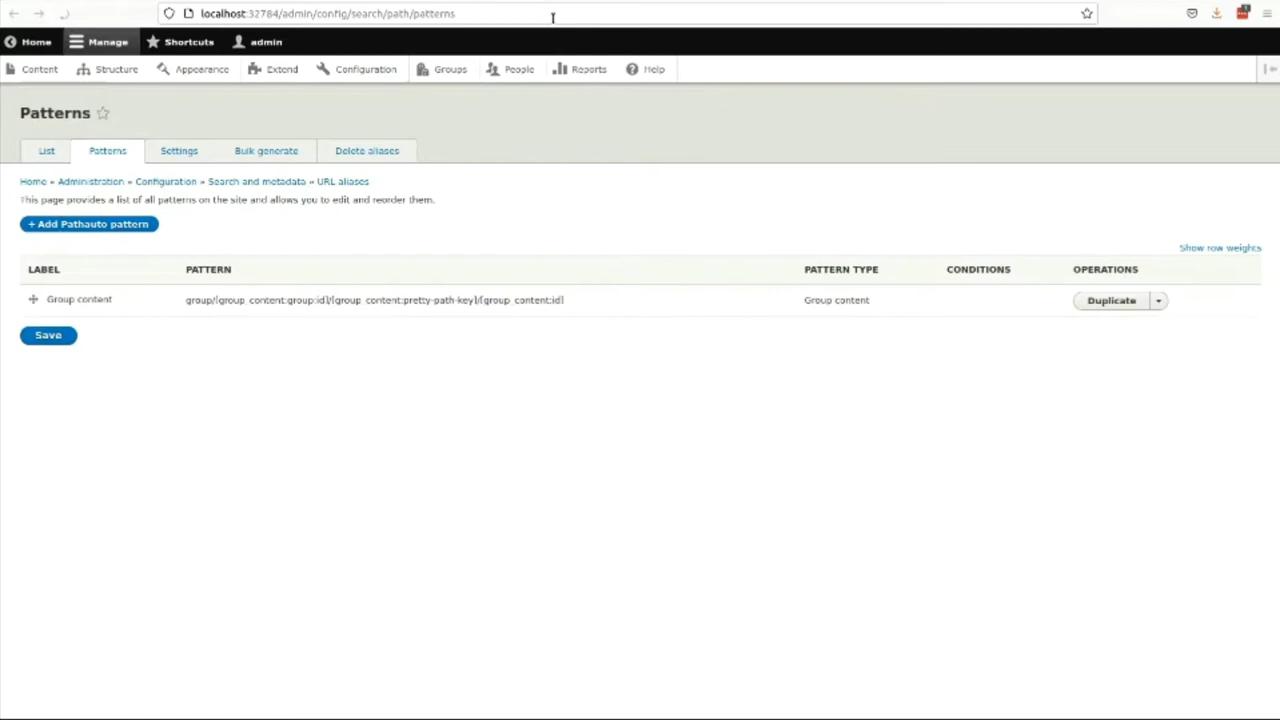 localhost:32784/admin/config/search/path/patterns
Home Manage Shortcuts admin
Content Structure Appearance Extend Configuration Groups People Reports Help
Patterns
List Patterns Settings Bulk generate Delete aliases
Home » Administration » Configuration » Search and metadata » URL aliases
This page provides a list of all patterns on the site and allows you to edit and reorder them.
+ Add Pathauto pattern
Show row weights
LABEL PATTERN PATTERN TYPE CONDITIONS OPERATIONS
Group content group/[group_content:group:id]/[group_content:pretty-path-key]/[group_content:id] Group content Duplicate
Save